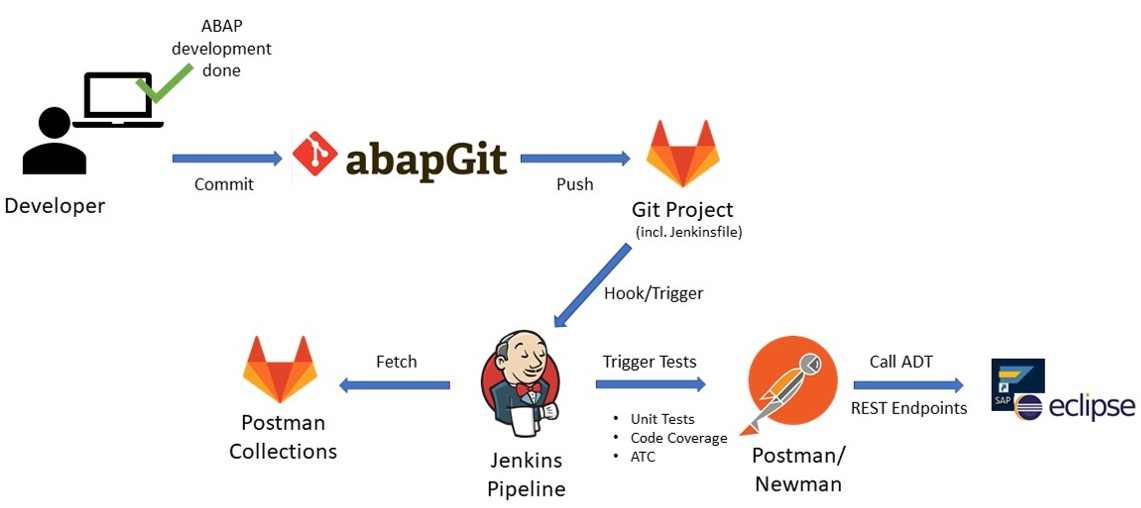 ABAP
development
done
Developer
Commit
abapGit
Push
Git Project
(incl. Jenkinsfile)
Hook/Trigger
Fetch
Postman
Collections
Jenkins
Pipeline
Trigger Tests
• Unit Tests
• Code Coverage
• ATC
Postman/
Newman
Call ADT
REST Endpoints
SAP
eclipse